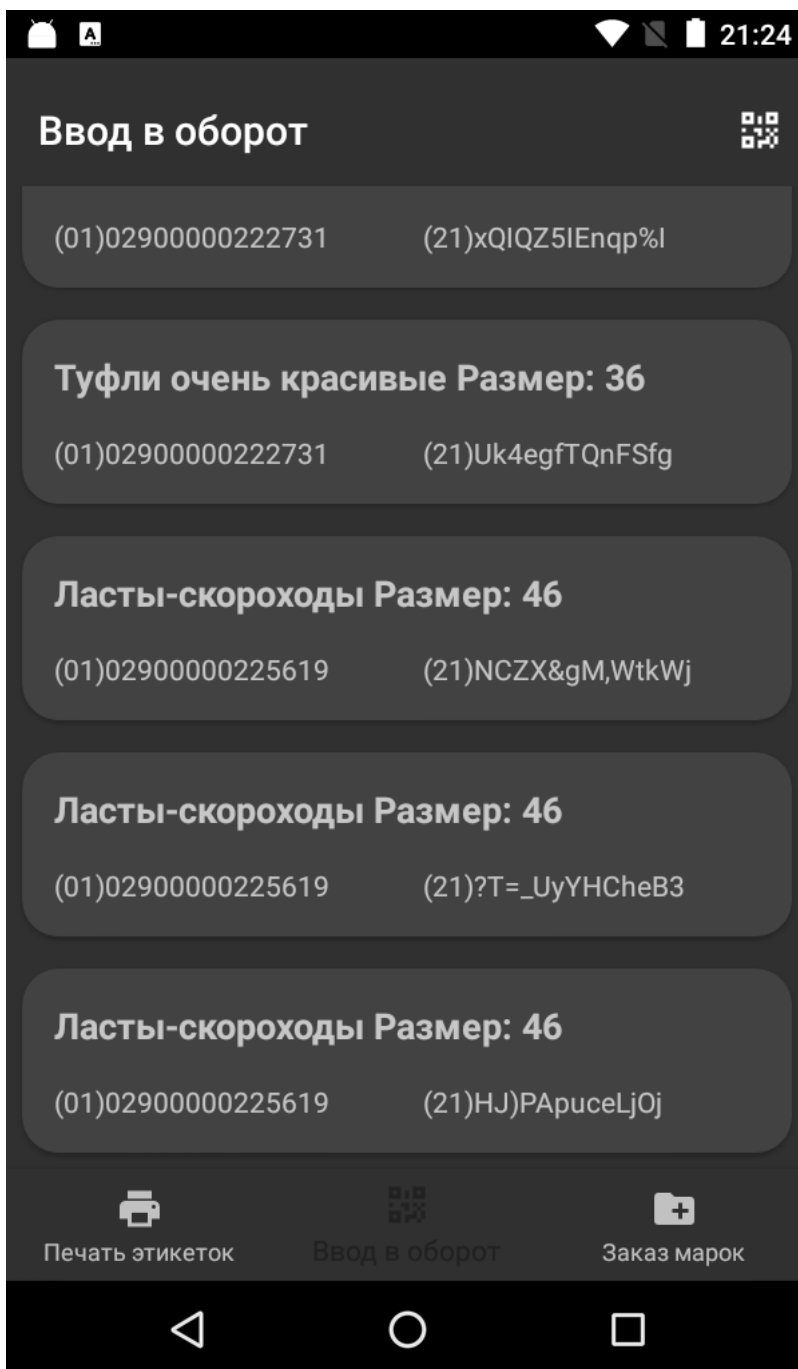 21:24
Ввод в оборот
(01)02900000222731 (21)xQlQZ5IEnqp%l
Туфли очень красивые Размер: 36
(01)02900000222731 (21)Uk4egfTQnFSfg
Ласты-скороходы Размер: 46
(01)02900000225619 (21)NCZX&gM,WtkWj
Ласты-скороходы Размер: 46
(01)02900000225619 (21)?T=_UyYHCheB3
Ласты-скороходы Размер: 46
(01)02900000225619 (21)HJ)PApuceLjOj
Печать этикеток Ввод в оборот Заказ марок